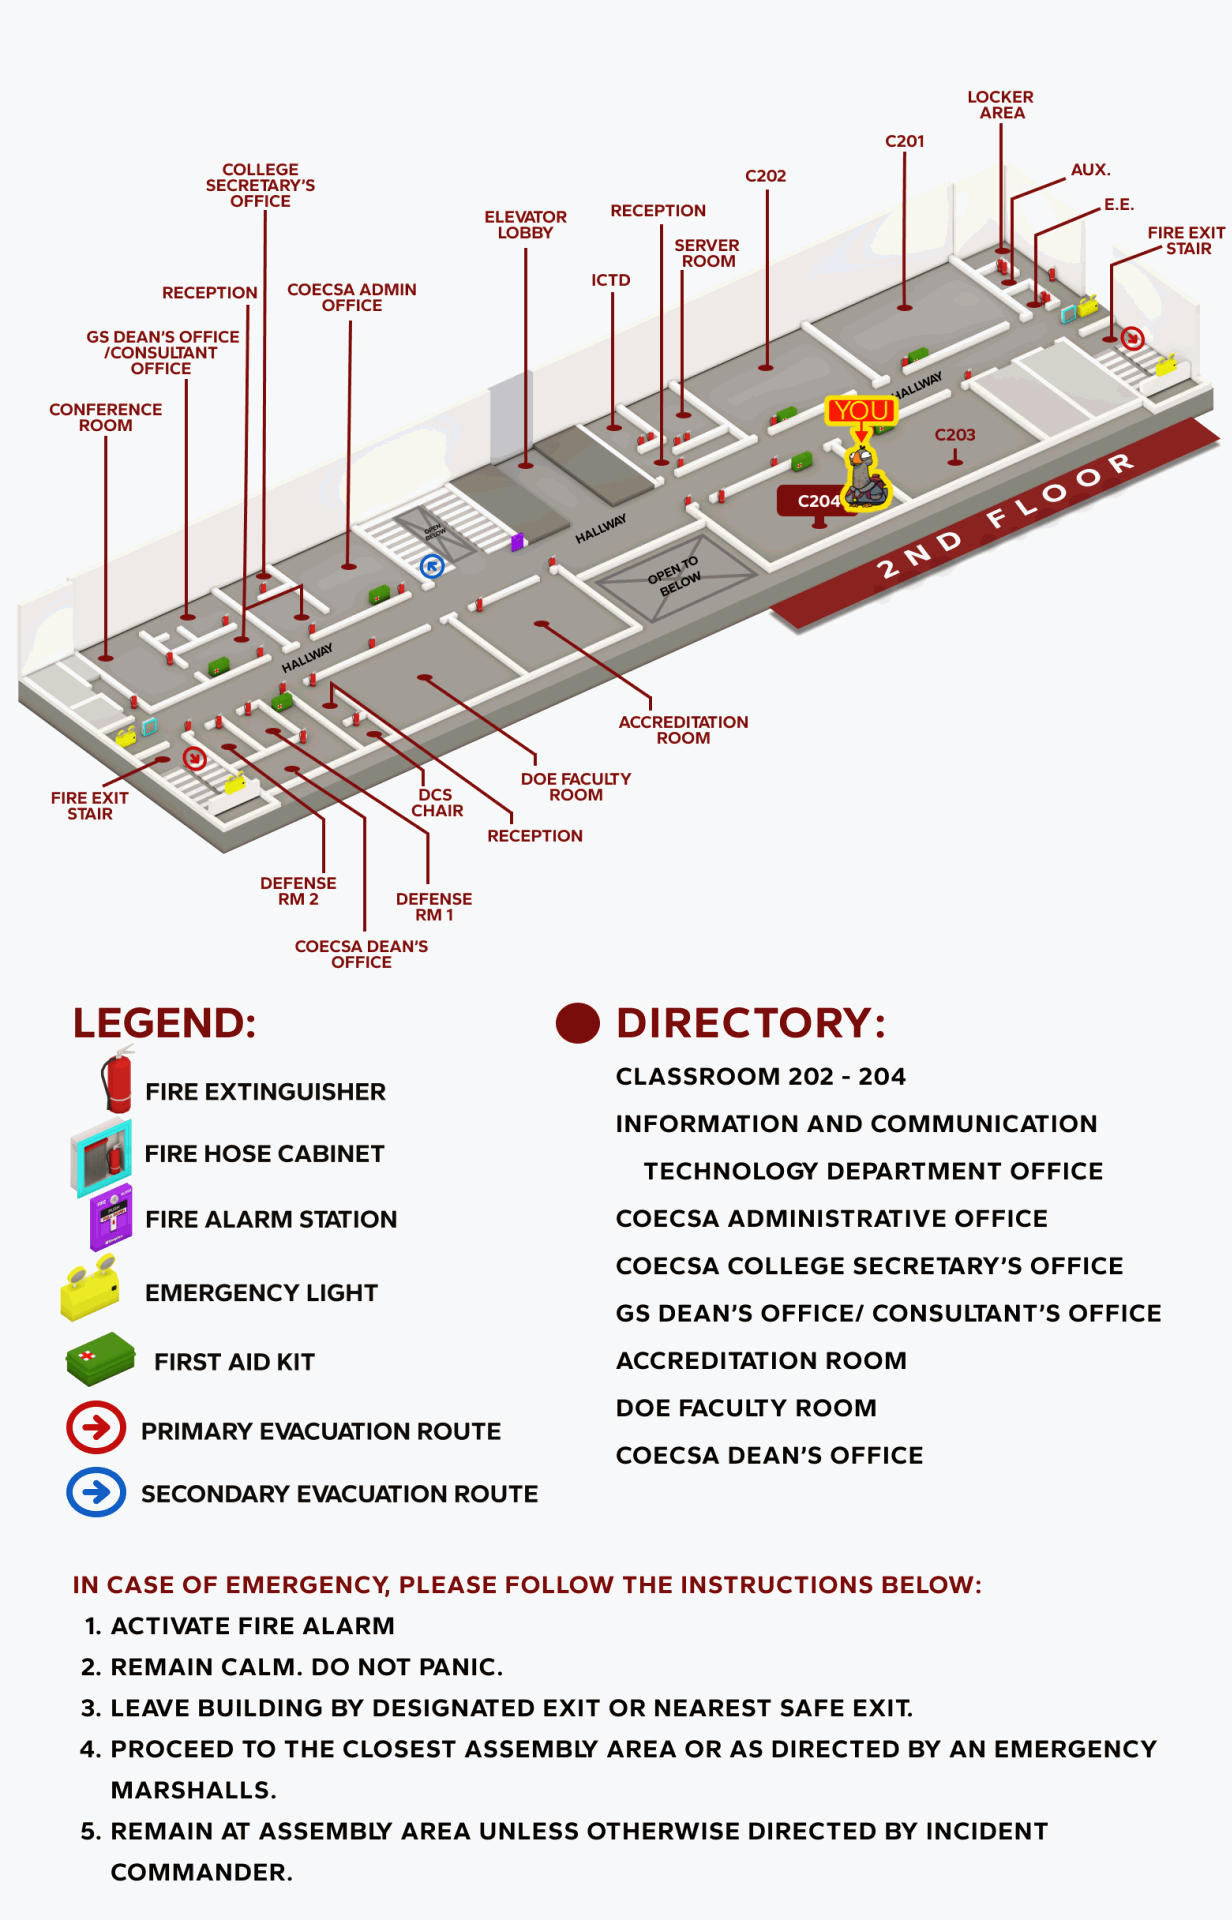 LOCKER
AREA
C201
AUX.
COLLEGE
SECRETARY'S
OFFICE
C202
E.E.
RECEPTION
ELEVATOR
LOBBY
FIRE EXIT
STAIR
SERVER
ROOM
ICTD
RECEPTION
COECSA ADMIN
OFFICE
GS DEAN'S OFFICE
/CONSULTANT
OFFICE
CONFERENCE
ROOM
HALLWAY
YOU
C203
C204
2ND FLOOR
OPEN
BELOW
HALLWAY
OPEN TO
BELOW
HALLWAY
ACCREDITATION
ROOM
DOE FACULTY
ROOM
FIRE EXIT
STAIR
DCS
CHAIR
RECEPTION
DEFENSE
RM 2
DEFENSE
RM 1
COECSA DEAN'S
OFFICE
LEGEND:
FIRE EXTINGUISHER
FIRE HOSE CABINET
FIRE ALARM STATION
EMERGENCY LIGHT
FIRST AID KIT
PRIMARY EVACUATION ROUTE
SECONDARY EVACUATION ROUTE
DIRECTORY:
CLASSROOM 202 - 204
INFORMATION AND COMMUNICATION
TECHNOLOGY DEPARTMENT OFFICE
COECSA ADMINISTRATIVE OFFICE
COECSA COLLEGE SECRETARY'S OFFICE
GS DEAN'S OFFICE/ CONSULTANT'S OFFICE
ACCREDITATION ROOM
DOE FACULTY ROOM
COECSA DEAN'S OFFICE
IN CASE OF EMERGENCY, PLEASE FOLLOW THE INSTRUCTIONS BELOW:
1. ACTIVATE FIRE ALARM
2. REMAIN CALM. DO NOT PANIC.
3. LEAVE BUILDING BY DESIGNATED EXIT OR NEAREST SAFE EXIT.
4. PROCEED TO THE CLOSEST ASSEMBLY AREA OR AS DIRECTED BY AN EMERGENCY
MARSHALLS.
5. REMAIN AT ASSEMBLY AREA UNLESS OTHERWISE DIRECTED BY INCIDENT
COMMANDER.